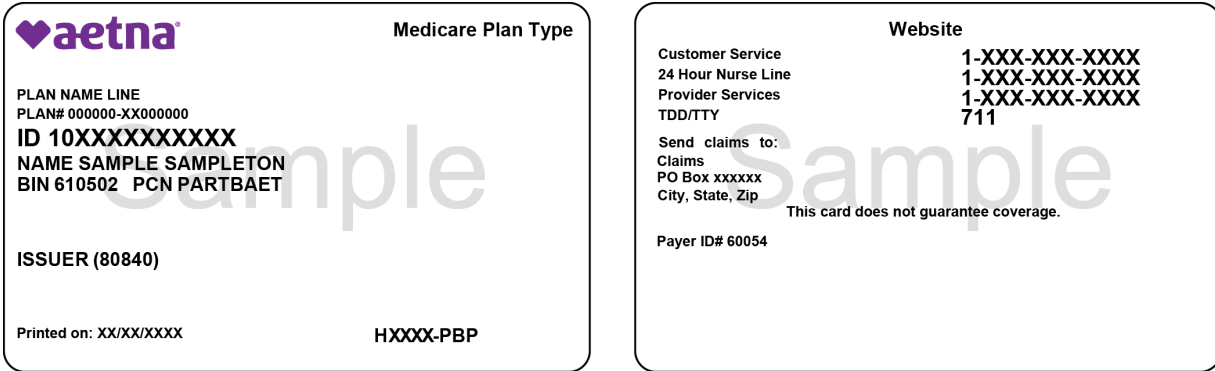 aetna®
Medicare Plan Type
PLAN NAME LINE
PLAN# 000000-XX000000
ID 10XXXXXXXXXX
NAME SAMPLE SAMPLETON
BIN 610502 PCN PARTBAET
Sample
ISSUER (80840)
Printed on: XX/XX/XXXX
HXXXX-PBP
Website
Customer Service 1-XXX-XXX-XXXX
24 Hour Nurse Line 1-XXX-XXX-XXXX
Provider Services 1-XXX-XXX-XXXX
TDD/TTY 711
Send claims to:
Claims
PO Box xxxxxx
City, State, Zip
Sample
This card does not guarantee coverage.
Payer ID# 60054